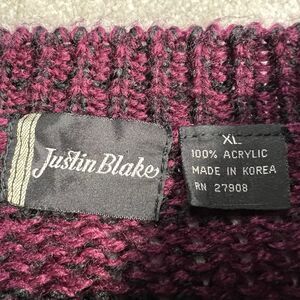 Justin Blake
XL
100% ACRYLIC
MADE IN KOREA
RN 27908